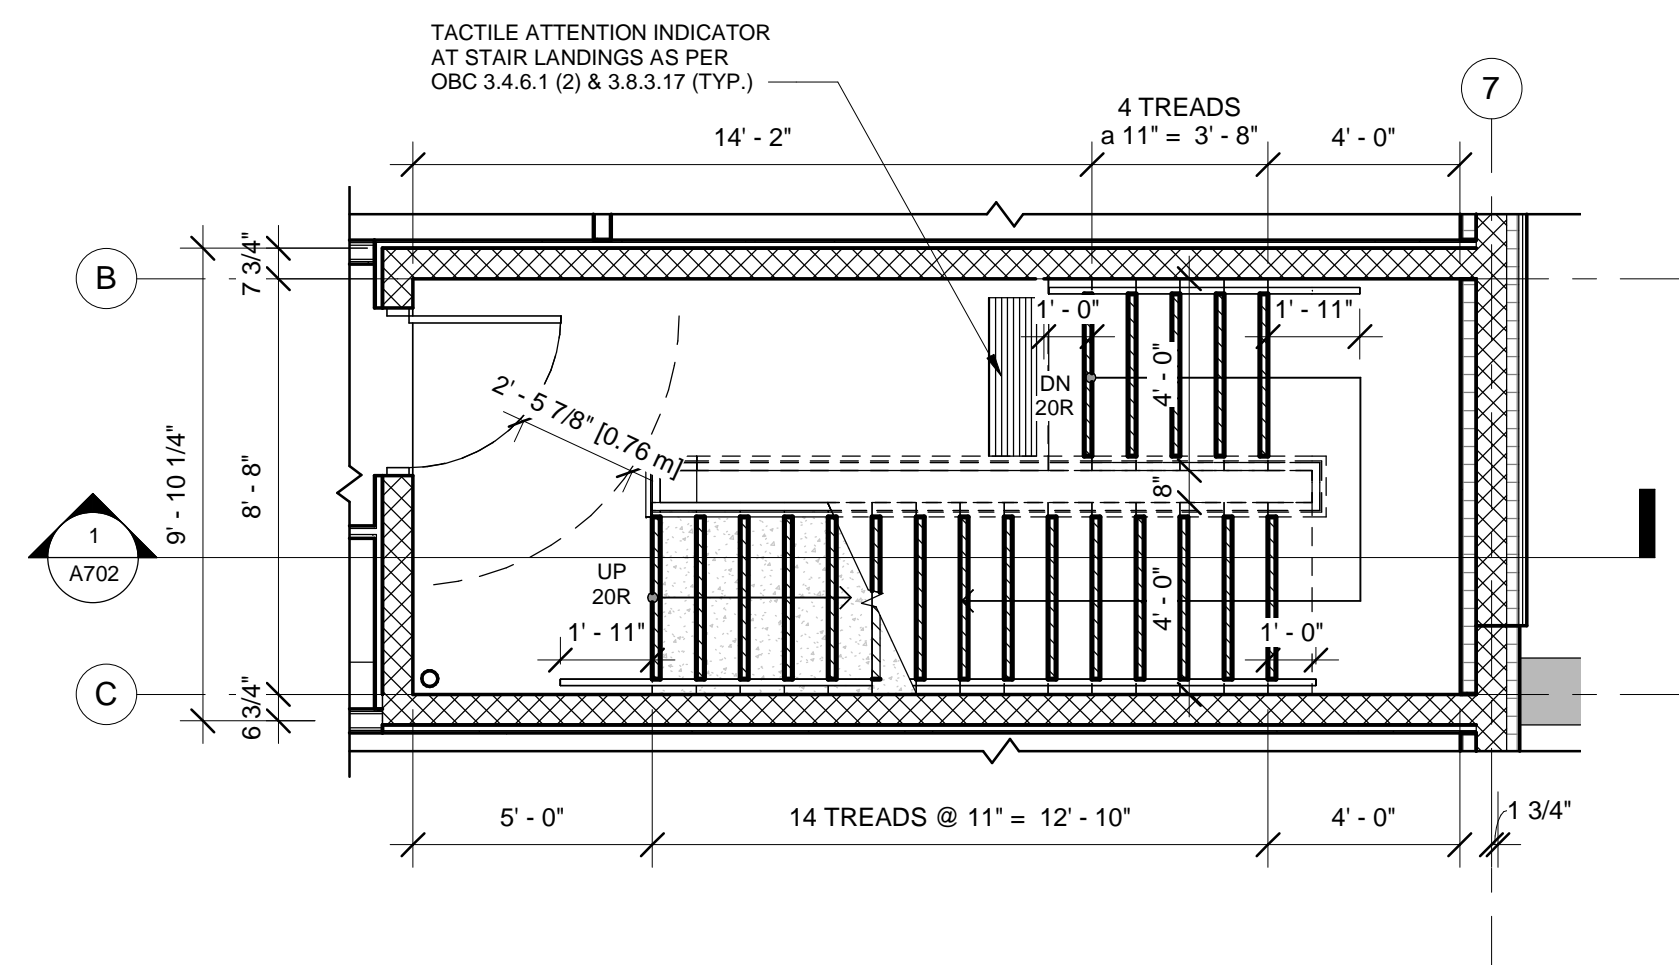 TACTILE ATTENTION INDICATOR
AT STAIR LANDINGS AS PER
OBC 3.4.6.1 (2) & 3.8.3.17 (TYP.)
7
4 TREADS
14' - 2"
a 11" = 3' - 8"
4' - 0"
B
7 3/4"
1' - 0"
1' - 11"
4' - 0"
DN
20R
2' - 5 7/8" [0.76 m]
9' - 10 1/4"
8' - 8"
8"
1
A702
UP
20R
4' - 0"
1' - 11"
1' - 0"
C
6 3/4"
5' - 0"
14 TREADS @ 11" = 12' - 10"
4' - 0"
1 3/4"